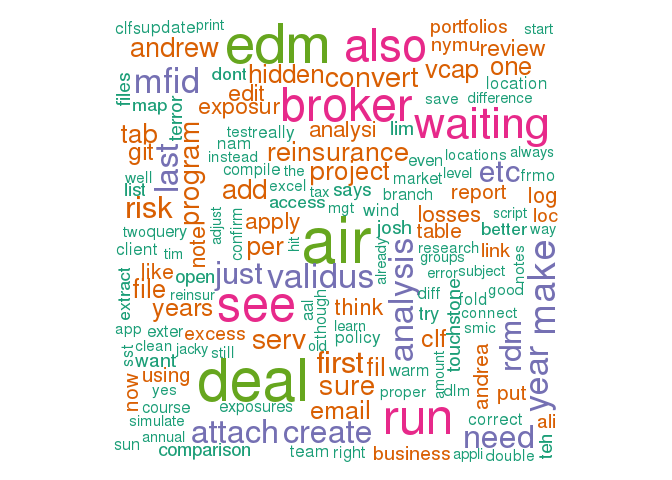 clfsupdate print
portfolios
start
andrew
edm
also
nymu review
files
mfid
dont
hidden convert
vcap one
location
map
terror
edit
exposur
broker
save difference
waiting
tab
testreally
analysi
lim
git
nam
instead
reinsurance
even
locations always
well
last
program
compile the
project
market
level
etc frmo
list
add
excel
tax
says
branch
report
log
risk
note
adjust
confirm
access
mgt
wind
losses
script
loc
two query
apply
josh
table
better
way
client
tim
per
hit
air
already
analysis
research
link
notes
like
open
just
validus
groups
error subject
extract
file
reinsur
see
aal
though
think
diff
fold
good
make
years
learn
try
touchstone
connect
app
exter
excess
serv
old
policy
clf
rdm
smic
year
sst
clean
jacky
still
first
fil
want
deal
sure
warm
amount
andrea
put
now
using
proper
dlm
yes
course
exposures
email
run
correct
ali
simulate
attach
create
need
sun
annual
comparison
team right
business
appli
double
teh